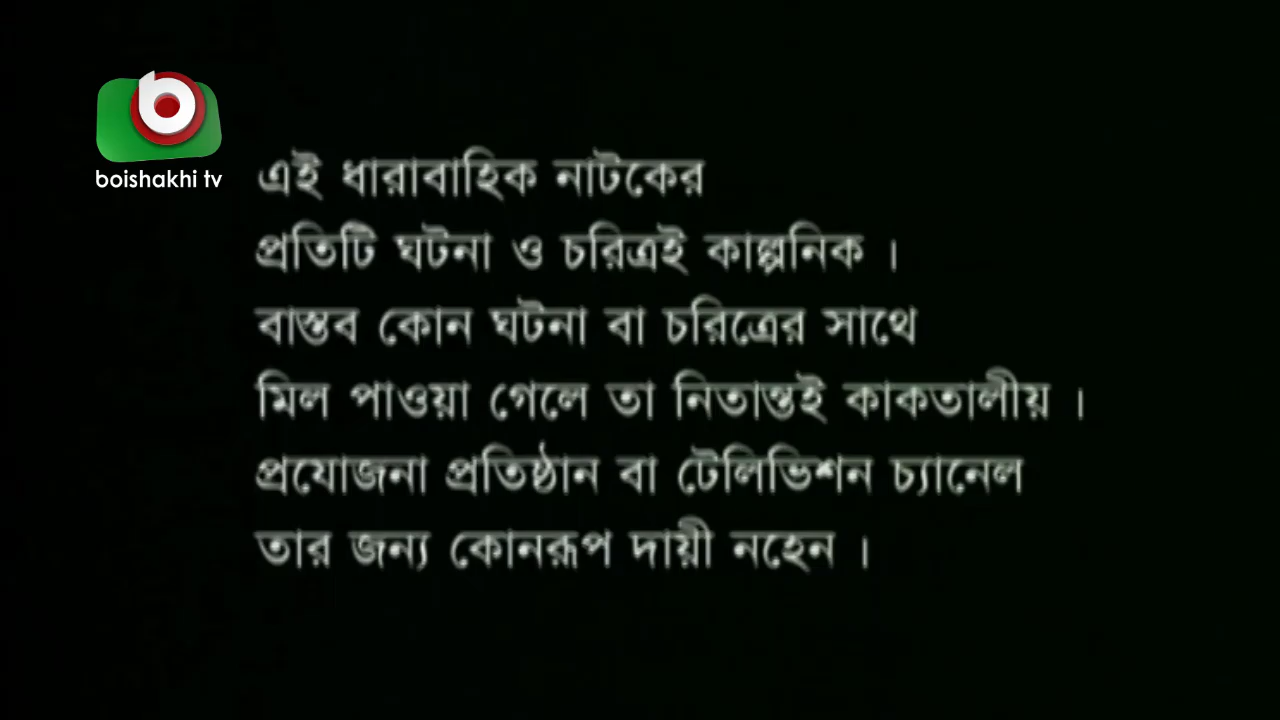 boishakhi tv
এই ধারাবাহিক নাটকের
প্রতিটি ঘটনা ও চরিত্রই কাল্পনিক ।
বাস্তব কোন ঘটনা বা চরিত্রের সাথে
মিল পাওয়া গেলে তা নিতান্তই কাকতালীয় ।
প্রযোজনা প্রতিষ্ঠান বা টেলিভিশন চ্যানেল
তার জন্য কোনরূপ দায়ী নহেন ।